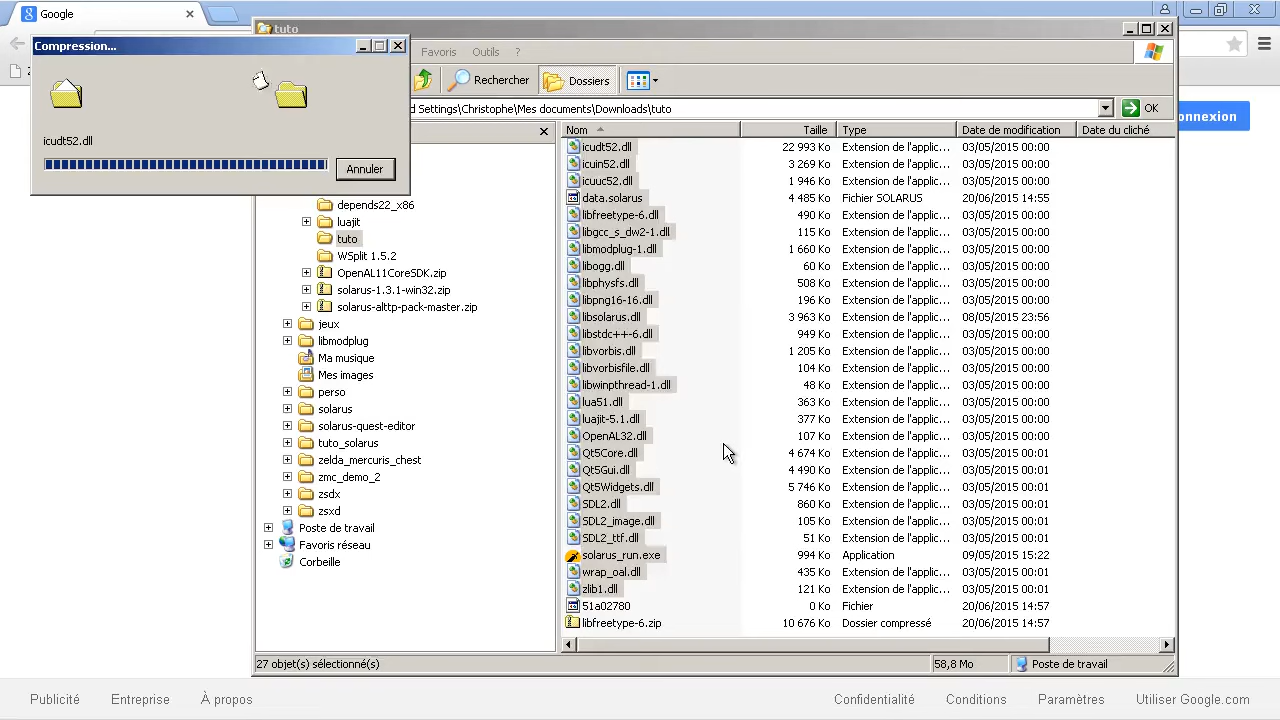 Google
tuto
Compression...
Favoris Outils ?
Rechercher Dossiers
d Settings\Christophe\Mes documents\Downloads\tuto OK
onnexion
icudt52.dll
Annuler
depends22_x86
luajit
tuto
WSplit 1.5.2
OpenAL11CoreSDK.zip
solarus-1.3.1-win32.zip
solarus-alttp-pack-master.zip
jeux
libmodplug
Ma musique
Mes images
perso
solarus
solarus-quest-editor
tuto_solarus
zelda_mercuris_chest
zmc_demo_2
zsdx
zsxd
Poste de travail
Favoris réseau
Corbeille
Nom Taille Type Date de modification Date du cliché
icudt52.dll 22 993 Ko Extension de l'applic... 03/05/2015 00:00
icuin52.dll 3 269 Ko Extension de l'applic... 03/05/2015 00:00
icuuc52.dll 1 946 Ko Extension de l'applic... 03/05/2015 00:00
data.solarus 4 485 Ko Fichier SOLARUS 20/06/2015 14:55
libfreetype-6.dll 490 Ko Extension de l'applic... 03/05/2015 00:00
libgcc_s_dw2-1.dll 115 Ko Extension de l'applic... 03/05/2015 00:00
libmodplug-1.dll 1 660 Ko Extension de l'applic... 03/05/2015 00:00
libogg.dll 60 Ko Extension de l'applic... 03/05/2015 00:00
libphysfs.dll 508 Ko Extension de l'applic... 03/05/2015 00:00
libpng16-16.dll 196 Ko Extension de l'applic... 03/05/2015 00:00
libsolarus.dll 3 963 Ko Extension de l'applic... 08/05/2015 23:56
libstdc++-6.dll 949 Ko Extension de l'applic... 03/05/2015 00:00
libvorbis.dll 1 205 Ko Extension de l'applic... 03/05/2015 00:00
libvorbisfile.dll 104 Ko Extension de l'applic... 03/05/2015 00:00
libwinpthread-1.dll 48 Ko Extension de l'applic... 03/05/2015 00:00
lua51.dll 363 Ko Extension de l'applic... 03/05/2015 00:00
luajit-5.1.dll 377 Ko Extension de l'applic... 03/05/2015 00:00
OpenAL32.dll 107 Ko Extension de l'applic... 03/05/2015 00:00
Qt5Core.dll 4 674 Ko Extension de l'applic... 03/05/2015 00:01
Qt5Gui.dll 4 490 Ko Extension de l'applic... 03/05/2015 00:01
Qt5Widgets.dll 5 746 Ko Extension de l'applic... 03/05/2015 00:01
SDL2.dll 860 Ko Extension de l'applic... 03/05/2015 00:01
SDL2_image.dll 105 Ko Extension de l'applic... 03/05/2015 00:01
SDL2_ttf.dll 51 Ko Extension de l'applic... 03/05/2015 00:01
solarus_run.exe 994 Ko Application 09/05/2015 15:22
wrap_oal.dll 435 Ko Extension de l'applic... 03/05/2015 00:01
zlib1.dll 121 Ko Extension de l'applic... 03/05/2015 00:01
51a02780 0 Ko Fichier 20/06/2015 14:57
libfreetype-6.zip 10 676 Ko Dossier compressé 20/06/2015 14:57
27 objet(s) sélectionné(s) 58,8 Mo Poste de travail
Publicité Entreprise À propos Confidentialité Conditions Paramètres Utiliser Google.com